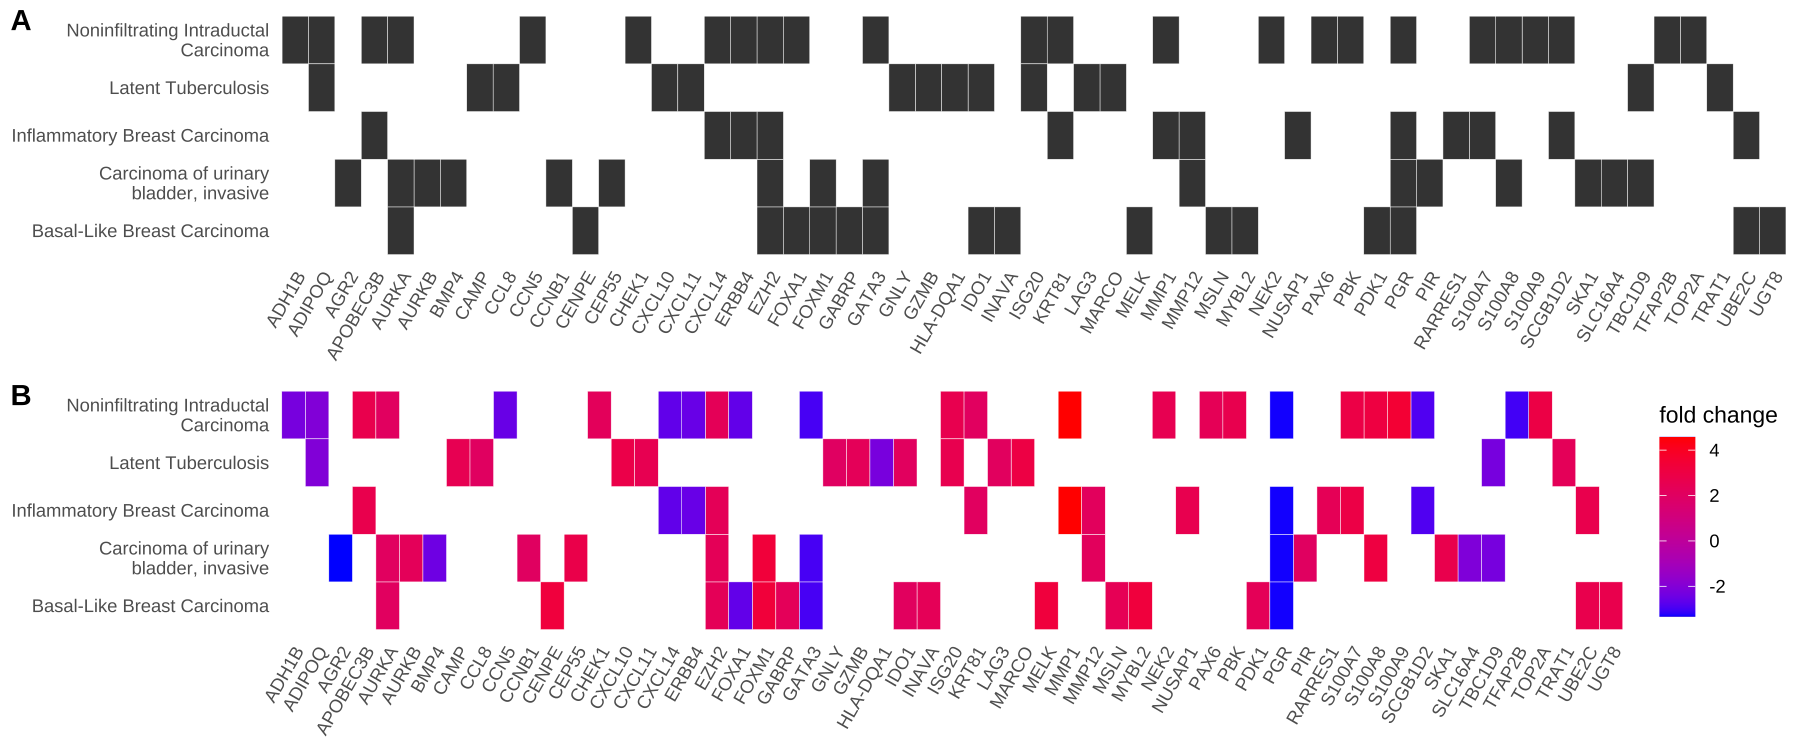 A
Noninfiltrating Intraductal
Carcinoma
Latent Tuberculosis
Inflammatory Breast Carcinoma
Carcinoma of urinary
bladder, invasive
Basal-Like Breast Carcinoma
ADH1B
ADIPOQ
AGR2
APOBEC3B
AURKA
AURKB
BMP4
CAMP
CCL8
CCN5
CCNB1
CENPE
CEP55
CHEK1
CXCL10
CXCL11
CXCL14
ERBB4
EZH2
FOXA1
FOXM1
GABRP
GATA3
GNLY
GZMB
HLA-DQA1
IDO1
INAVA
ISG20
KRT81
LAG3
MARCO
MELK
MMP1
MMP12
MSLN
MYBL2
NEK2
NUSAP1
PAX6
PBK
PDK1
PGR
PIR
RARRES1
S100A7
S100A8
S100A9
SCGB1D2
SKA1
SLC16A4
TBC1D9
TFAP2B
TOP2A
TRAT1
UBE2C
UGT8
B
Noninfiltrating Intraductal
Carcinoma
Latent Tuberculosis
Inflammatory Breast Carcinoma
Carcinoma of urinary
bladder, invasive
Basal-Like Breast Carcinoma
ADH1B
ADIPOQ
AGR2
APOBEC3B
AURKA
AURKB
BMP4
CAMP
CCL8
CCN5
CCNB1
CENPE
CEP55
CHEK1
CXCL10
CXCL11
CXCL14
ERBB4
EZH2
FOXA1
FOXM1
GABRP
GATA3
GNLY
GZMB
HLA-DQA1
IDO1
INAVA
ISG20
KRT81
LAG3
MARCO
MELK
MMP1
MMP12
MSLN
MYBL2
NEK2
NUSAP1
PAX6
PBK
PDK1
PGR
PIR
RARRES1
S100A7
S100A8
S100A9
SCGB1D2
SKA1
SLC16A4
TBC1D9
TFAP2B
TOP2A
TRAT1
UBE2C
UGT8
fold change
4
2
0
-2